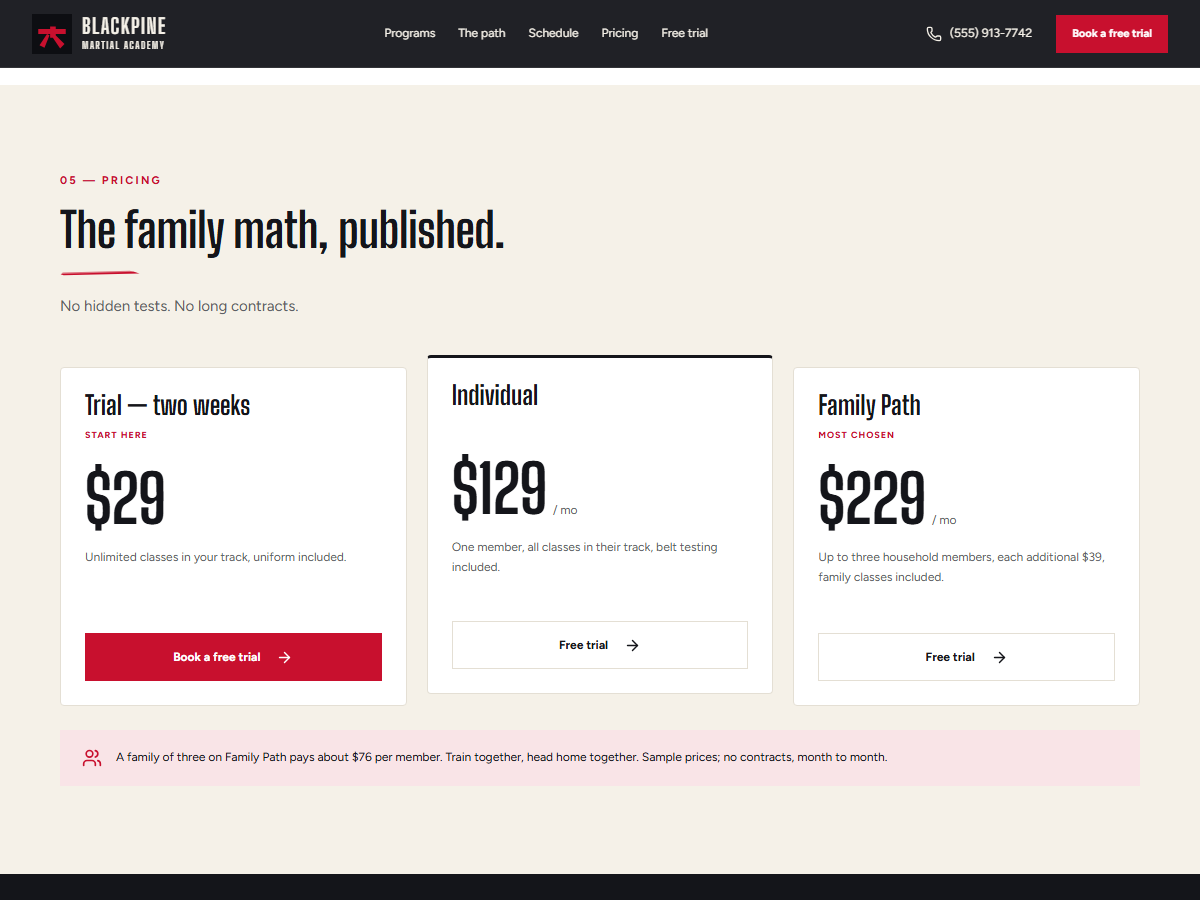 BLACKPINE
MARTIAL ACADEMY
Programs
The path
Schedule
Pricing
Free trial
(555) 913-7742
Book a free trial
05 — PRICING
The family math, published.
No hidden tests. No long contracts.
Trial — two weeks
START HERE
$29
Unlimited classes in your track, uniform included.
Book a free trial
Individual
$129 / mo
One member, all classes in their track, belt testing
included.
Free trial
Family Path
MOST CHOSEN
$229 / mo
Up to three household members, each additional $39,
family classes included.
Free trial
A family of three on Family Path pays about $76 per member. Train together, head home together. Sample prices; no contracts, month to month.